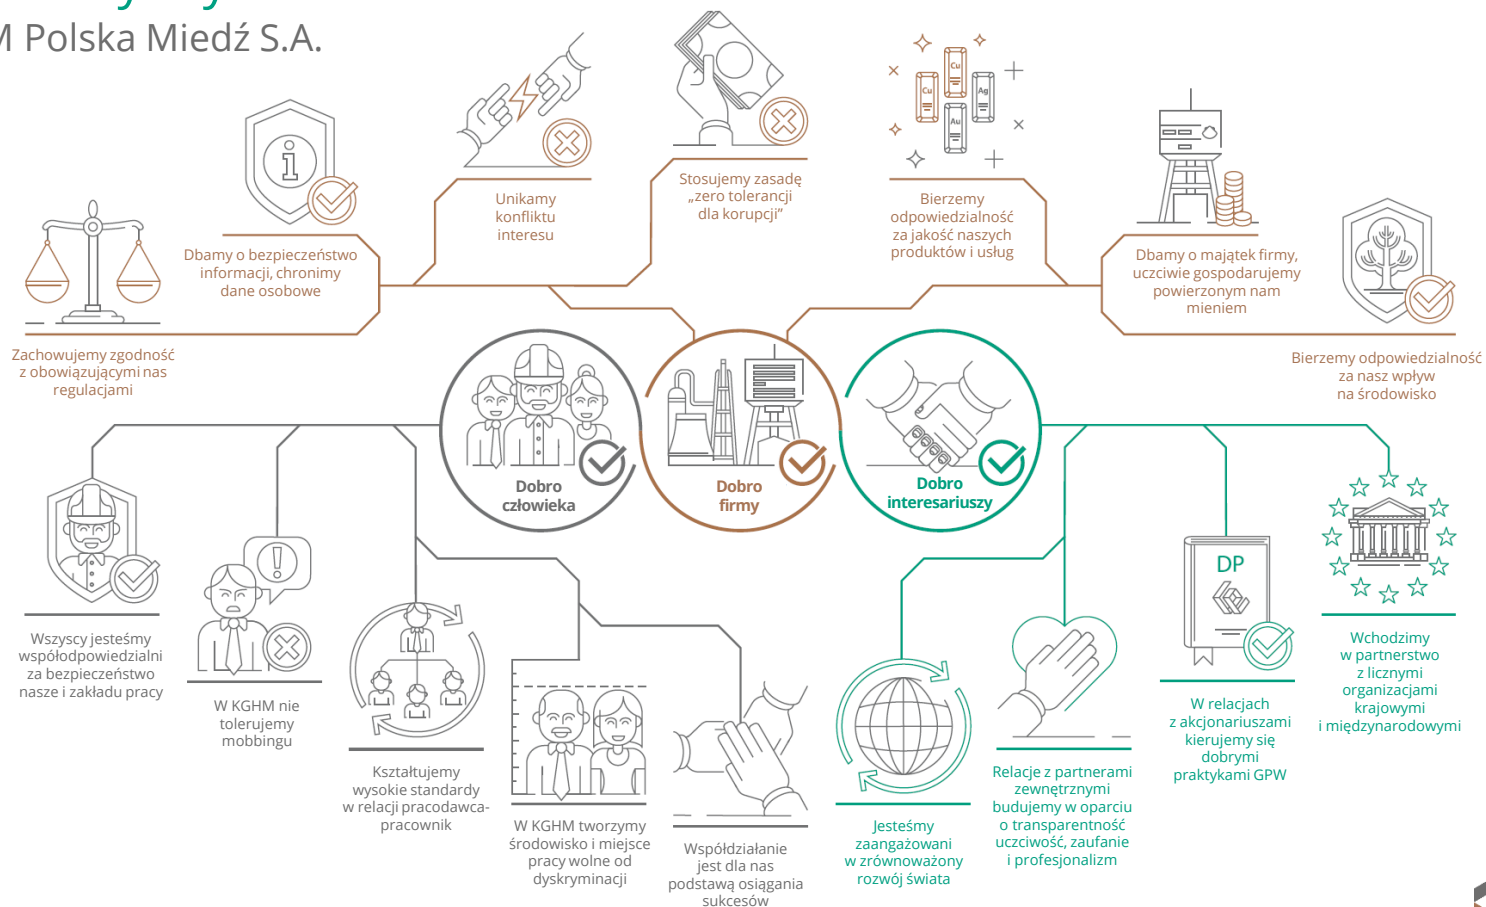 M Polska Miedź S.A.
Unikamy
konfliktu
interesu
Stosujemy zasadę
„zero tolerancji
dla korupcji”
Cu
Cu
Ag
Au
Bierzemy
odpowiedzialność
za jakość naszych
produktów i usług
Dbamy o bezpieczeństwo
informacji, chronimy
dane osobowe
Dbamy o majątek firmy,
uczciwie gospodarujemy
powierzonym nam
mieniem
Zachowujemy zgodność
z obowiązującymi nas
regulacjami
Bierzemy odpowiedzialność
za nasz wpływ
na środowisko
Dobro
człowieka
Dobro
firmy
Dobro
interesariuszy
Wszyscy jesteśmy
współodpowiedzialni
za bezpieczeństwo
nasze i zakładu pracy
W KGHM nie
tolerujemy
mobbingu
Kształtujemy
wysokie standardy
w relacji pracodawca-
pracownik
W KGHM tworzymy
środowisko i miejsce
pracy wolne od
dyskryminacji
Współdziałanie
jest dla nas
podstawą osiągania
sukcesów
Jesteśmy
zaangażowani
w zrównoważony
rozwój świata
Relacje z partnerami
zewnętrznymi
budujemy w oparciu
o transparentność
uczciwość, zaufanie
i profesjonalizm
DP
W relacjach
z akcjonariuszami
kierujemy się
dobrymi
praktykami GPW
Wchodzimy
w partnerstwo
z licznymi
organizacjami
krajowymi
i międzynarodowymi